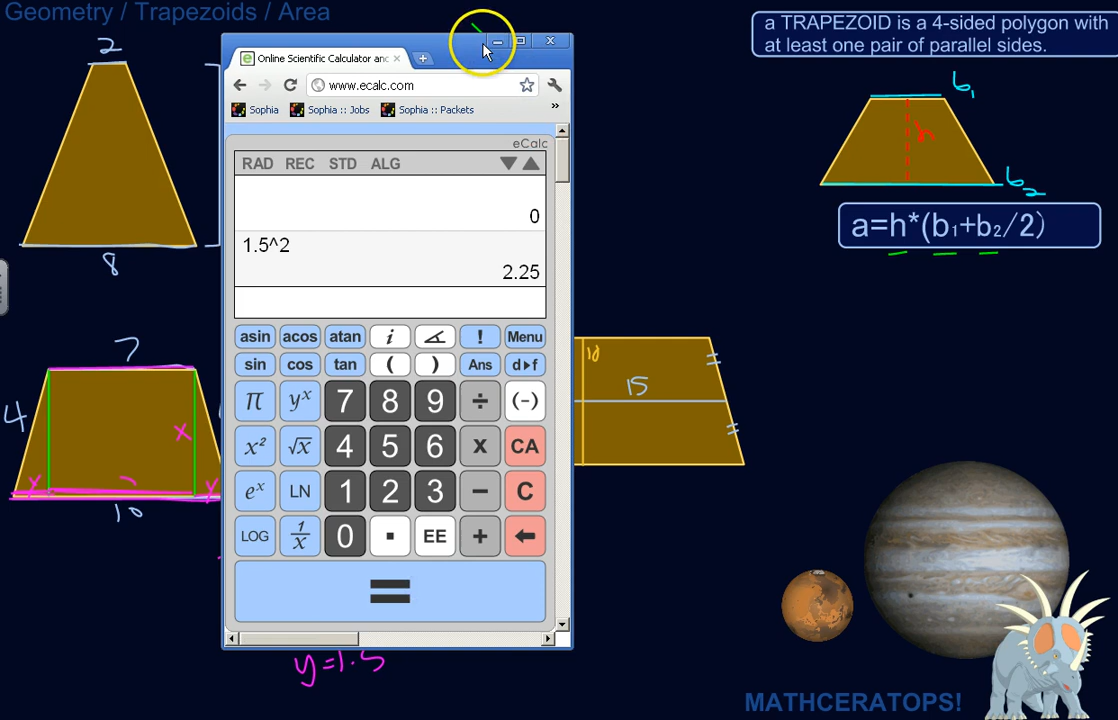 Geometry / Trapezoids / Area
a TRAPEZOID is a 4-sided polygon with
at least one pair of parallel sides.
2
8
Online Scientific Calculator and
www.ecalc.com
Sophia
Sophia :: Jobs
Sophia :: Packets
»
eCalc
RAD REC STD ALG
0
1.5^2
2.25
asin acos atan i ∠ ! Menu
sin cos tan ( ) Ans d▸f
π yˣ 7 8 9 ÷ (-)
x² √x 4 5 6 x CA
eˣ LN 1 2 3 − C
LOG 1/x 0 . EE + ←
=
b₁
h
b₂
a=h*(b₁+b₂/2)
7
4
x
y
y
10
10
15
y=1.5
MATHCERATOPS!